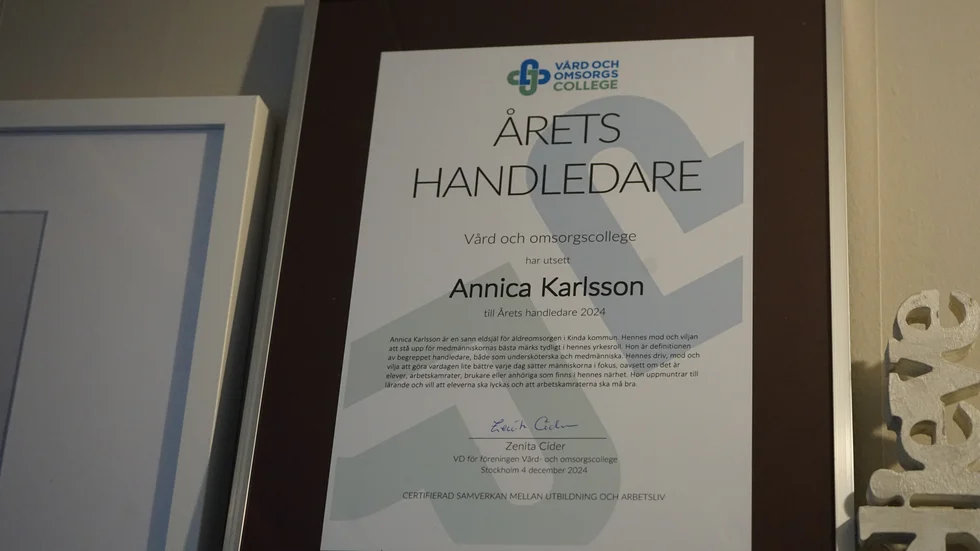 VÅRD OCH
OMSORGS
COLLEGE
ÅRETS
HANDLEDARE
Vård och omsorgscollege
har utsett
Annica Karlsson
till Årets handledare 2024
Annica Karlsson är en sann eldsjäl för äldreomsorgen i Kinda kommun. Hennes mod och viljan
att stå upp för medmänniskornas bästa märks tydligt i hennes yrkesroll. Hon är definitionen
av begreppet handledare, både som undersköterska och medmänniska. Hennes driv, mod och
vilja att göra vardagen lite bättre varje dag sätter människorna i fokus, oavsett om det är
elever, arbetskamrater, brukare eller anhöriga som finns i hennes närhet. Hon uppmuntrar till
lärande och vill att eleverna ska lyckas och att arbetskamraterna ska må bra.
Zenita Cider
Zenita Cider
VD för föreningen Vård- och omsorgscollege
Stockholm 4 december 2024
CERTIFIERAD SAMVERKAN MELLAN UTBILDNING OCH ARBETSLIV